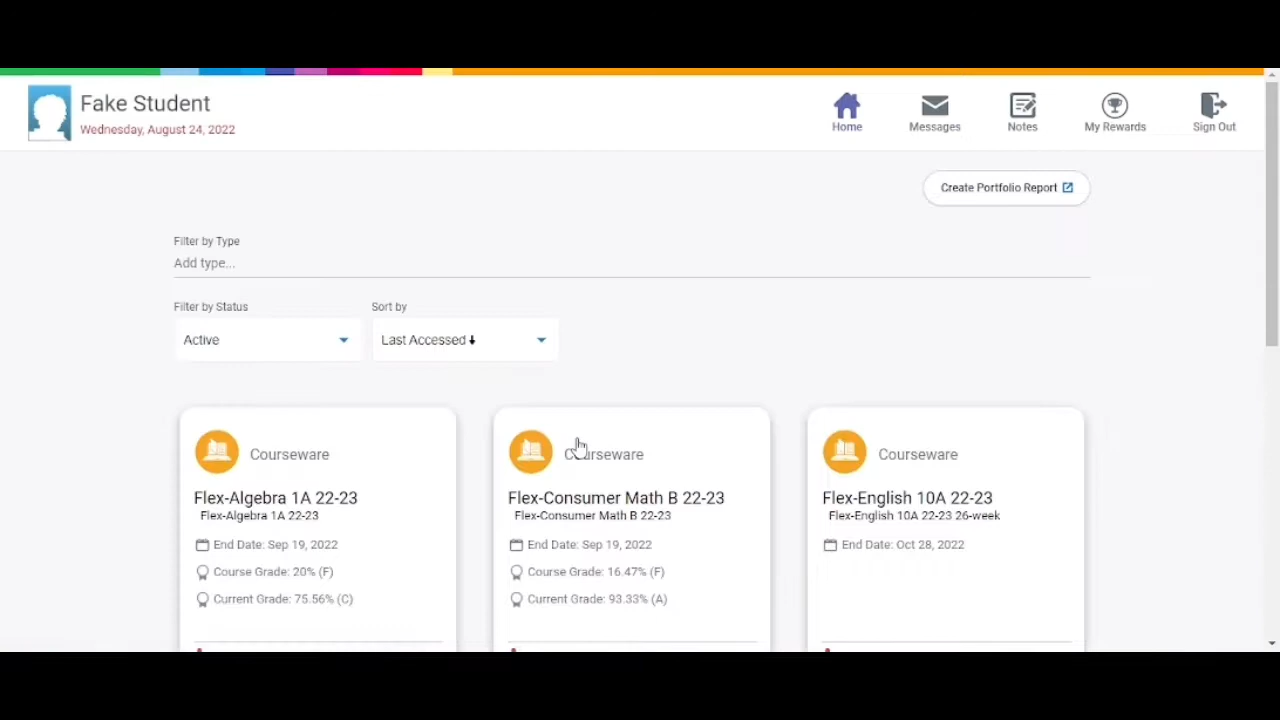 Fake Student
Wednesday, August 24, 2022
Home
Messages
Notes
My Rewards
Sign Out
Create Portfolio Report
Filter by Type
Add type...
Filter by Status
Sort by
Active
Last Accessed
Courseware
Flex-Algebra 1A 22-23
Flex-Algebra 1A 22-23
End Date: Sep 19, 2022
Course Grade: 20% (F)
Current Grade: 75.56% (C)
Courseware
Flex-Consumer Math B 22-23
Flex-Consumer Math B 22-23
End Date: Sep 19, 2022
Course Grade: 16.47% (F)
Current Grade: 93.33% (A)
Courseware
Flex-English 10A 22-23
Flex-English 10A 22-23 26-week
End Date: Oct 28, 2022